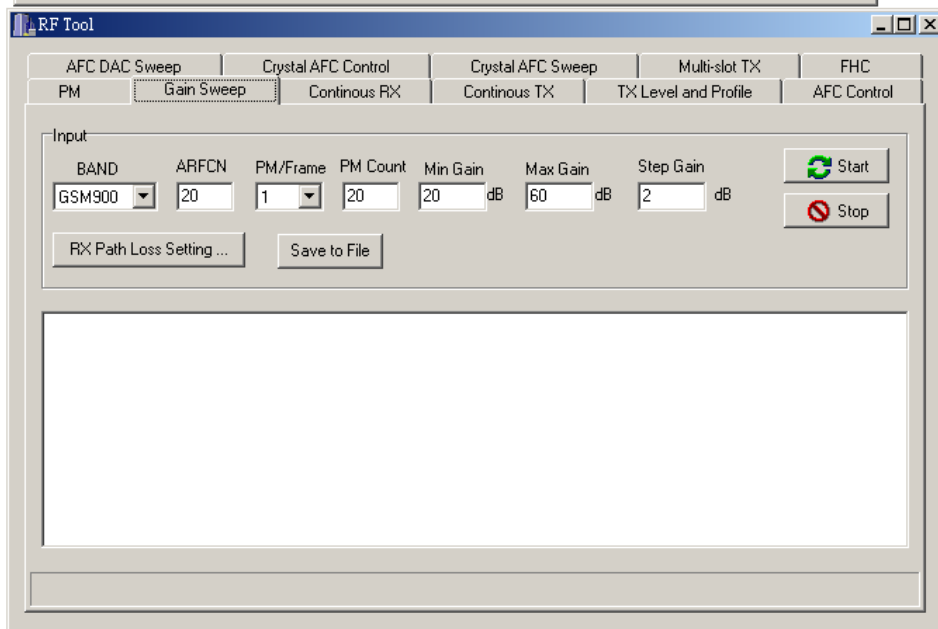 RF Tool
AFC DAC Sweep Crystal AFC Control Crystal AFC Sweep Multi-slot TX FHC
PM Gain Sweep Continous RX Continous TX TX Level and Profile AFC Control
Input
BAND ARFCN PM/Frame PM Count Min Gain Max Gain Step Gain
GSM900 20 1 20 20 dB 60 dB 2 dB
Start
Stop
RX Path Loss Setting ... Save to File